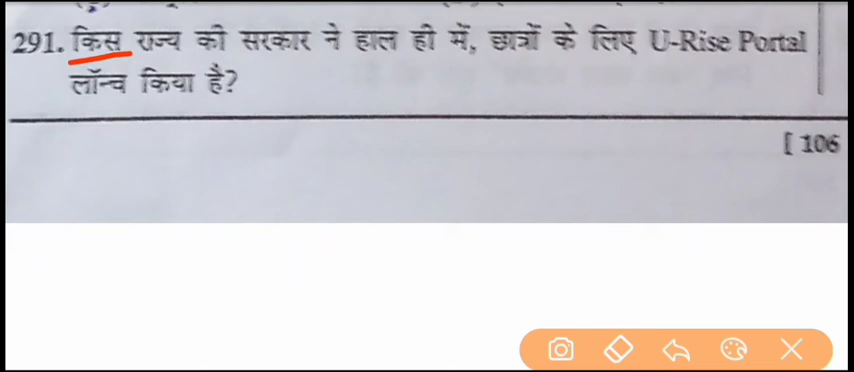 291. किस राज्य की सरकार ने हाल ही में, छात्रों के लिए U-Rise Portal
लॉन्च किया है?
[ 106